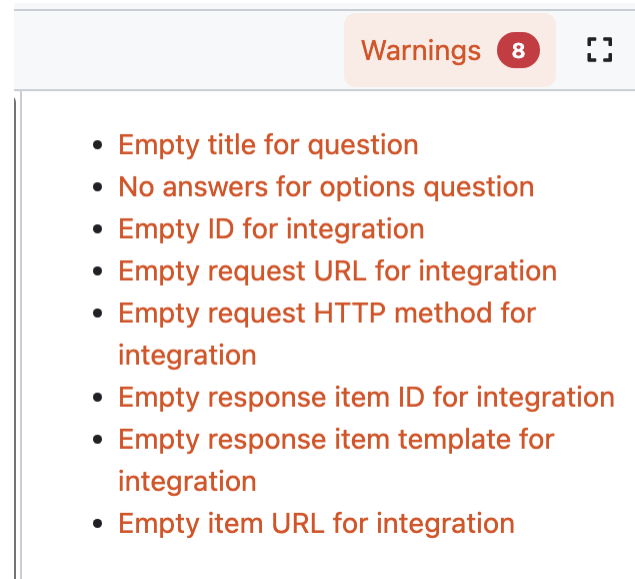 Warnings 8
Empty title for question
No answers for options question
Empty ID for integration
Empty request URL for integration
Empty request HTTP method for
integration
Empty response item ID for integration
Empty response item template for
integration
Empty item URL for integration